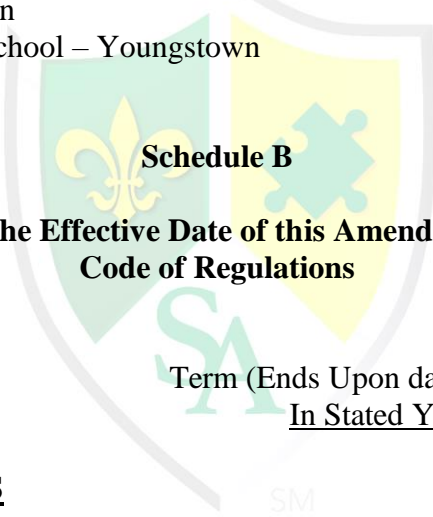 chool – Youngstown
Schedule B
he Effective Date of this Amend
Code of Regulations
Term (Ends Upon da
In Stated Y
SA
SM